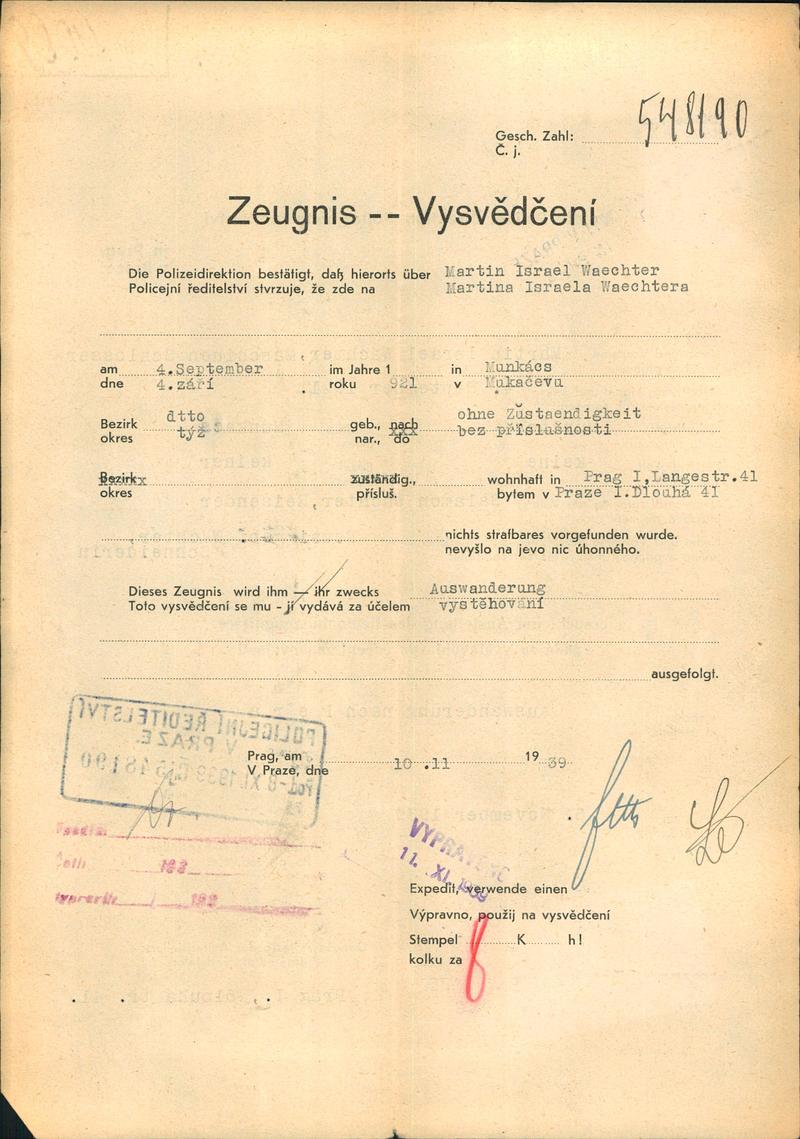 548190
Gesch. Zahl:
Č. j.
Zeugnis -- Vysvědčení
Die Polizeidirektion bestätigt, daß hierorts über Martin Israel Waechter
Policejní ředitelství stvrzuje, že zde na Martina Israela Waechtera
am 4.September im Jahre 1 in Munkács
dne 4.září roku 921 v Mukačevu
Bezirk dtto geb., nach ohne Zustaendigkeit
okres týž nar., do bez příslušnosti
Bezirk zuständig., wohnhaft in Prag I,Langestr.41
okres přísluš. bytem v Praze I.Dlouhá 41
nichts strafbares vorgefunden wurde.
nevyšlo na jevo nic úhonného.
Dieses Zeugnis wird ihm — ihr zwecks Auswanderung
Toto vysvědčení se mu - jí vydává za účelem vystěhování
ausgefolgt.
POLICEJNÍ ŘEDITELSTVÍ
V PRAZE.
548190
Prag, am 10.11 19 39
V Praze, dne
VYPRAVENO
11. XI. 1939
Expedit, verwende einen
Výpravno, použij na vysvědčení
Stempel K h!
kolku za 8